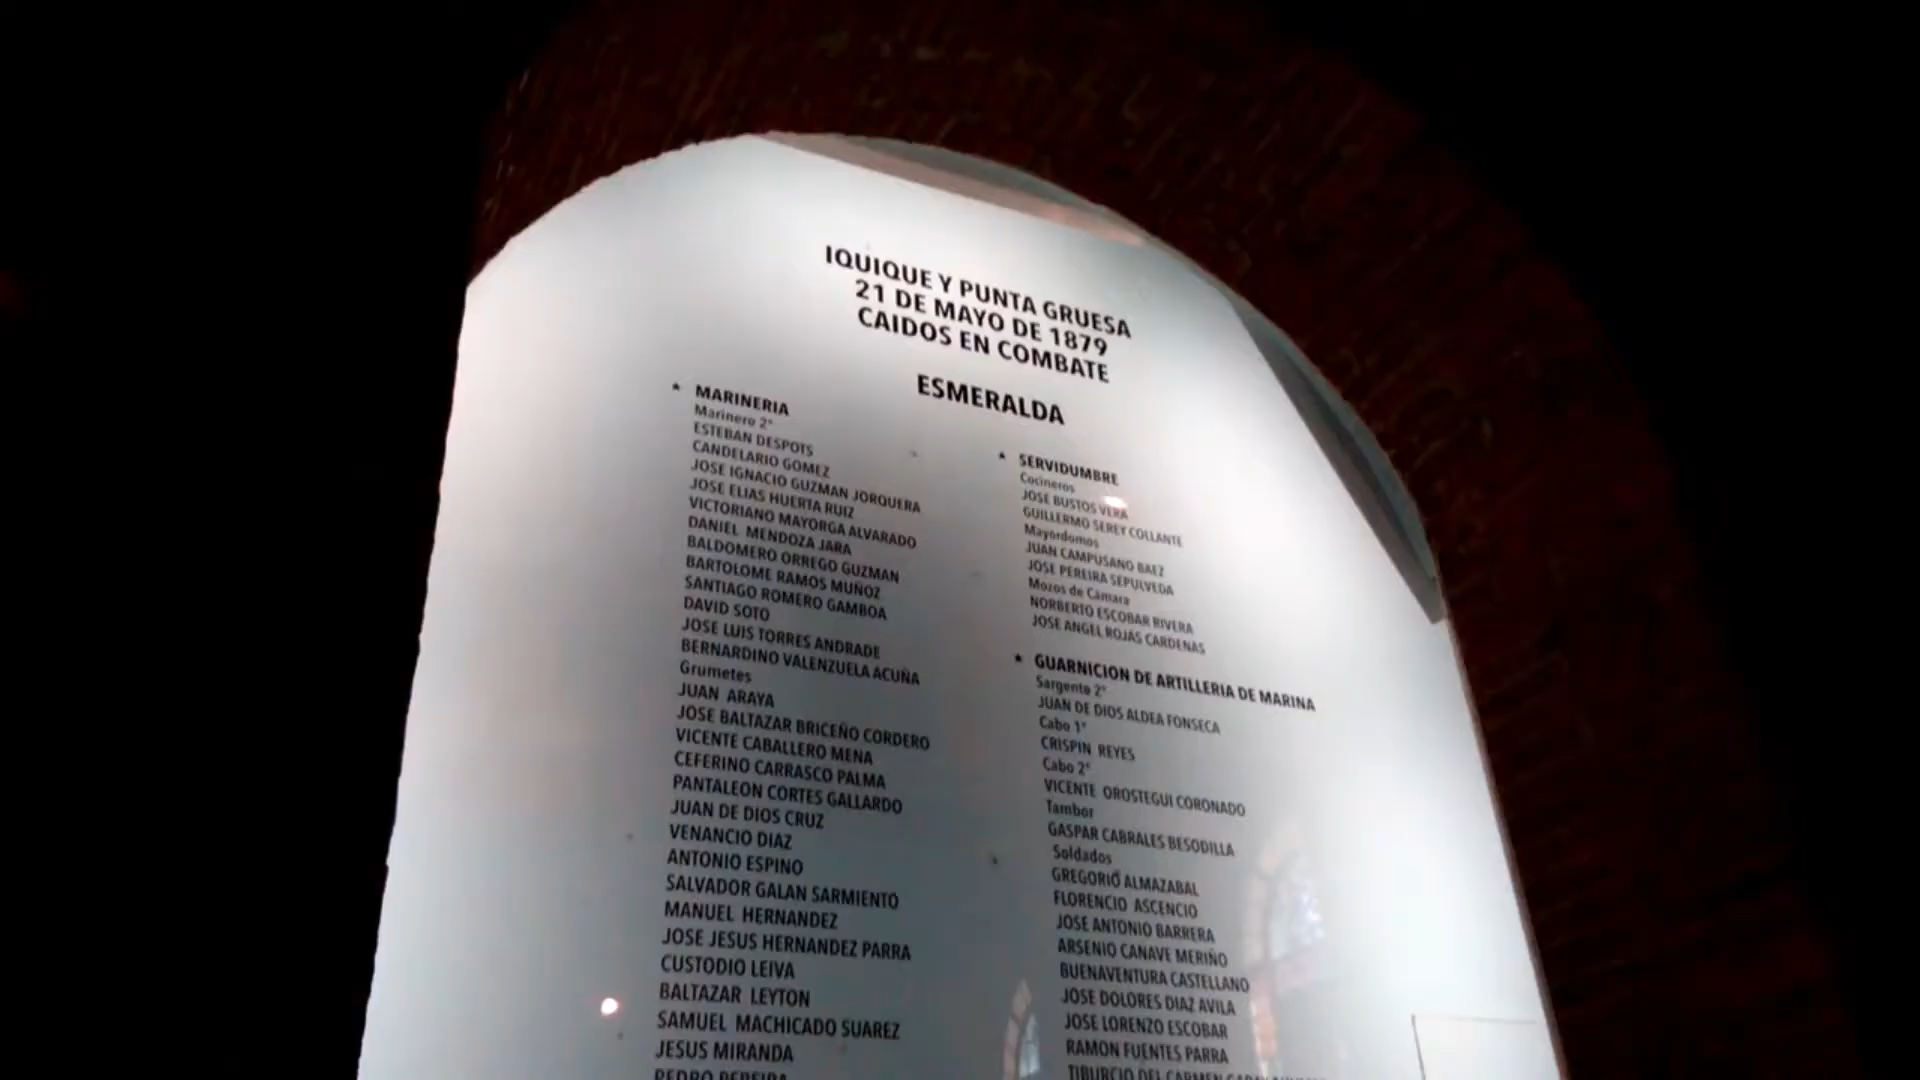 IQUIQUE Y PUNTA GRUESA
21 DE MAYO DE 1879
CAIDOS EN COMBATE
ESMERALDA
* MARINERIA
Marinero 2°
ESTEBAN DESPOTS
CANDELARIO GOMEZ
JOSE IGNACIO GUZMAN JORQUERA
JOSE ELIAS HUERTA RUIZ
VICTORIANO MAYORGA ALVARADO
DANIEL MENDOZA JARA
BALDOMERO ORREGO GUZMAN
BARTOLOME RAMOS MUÑOZ
SANTIAGO ROMERO GAMBOA
DAVID SOTO
JOSE LUIS TORRES ANDRADE
BERNARDINO VALENZUELA ACUÑA
Grumetes
JUAN ARAYA
JOSE BALTAZAR BRICEÑO CORDERO
VICENTE CABALLERO MENA
CEFERINO CARRASCO PALMA
PANTALEON CORTES GALLARDO
JUAN DE DIOS CRUZ
VENANCIO DIAZ
ANTONIO ESPINO
SALVADOR GALAN SARMIENTO
MANUEL HERNANDEZ
JOSE JESUS HERNANDEZ PARRA
CUSTODIO LEIVA
BALTAZAR LEYTON
SAMUEL MACHICADO SUAREZ
JESUS MIRANDA
PEDRO PEREIRA
* SERVIDUMBRE
Cocineros
JOSE BUSTOS VERA
GUILLERMO SEREY COLLANTE
Mayordomos
JUAN CAMPUSANO BAEZ
JOSE PEREIRA SEPULVEDA
Mozos de Cámara
NORBERTO ESCOBAR RIVERA
JOSE ANGEL ROJAS CARDENAS
* GUARNICION DE ARTILLERIA DE MARINA
Sargento 2°
JUAN DE DIOS ALDEA FONSECA
Cabo 1°
CRISPIN REYES
Cabo 2°
VICENTE OROSTEGUI CORONADO
Tambor
GASPAR CABRALES BESODILLA
Soldados
GREGORIO ALMAZABAL
FLORENCIO ASCENCIO
JOSE ANTONIO BARRERA
ARSENIO CANAVE MERIÑO
BUENAVENTURA CASTELLANO
JOSE DOLORES DIAZ AVILA
JOSE LORENZO ESCOBAR
RAMON FUENTES PARRA
TIBURCIO DEL CARMEN